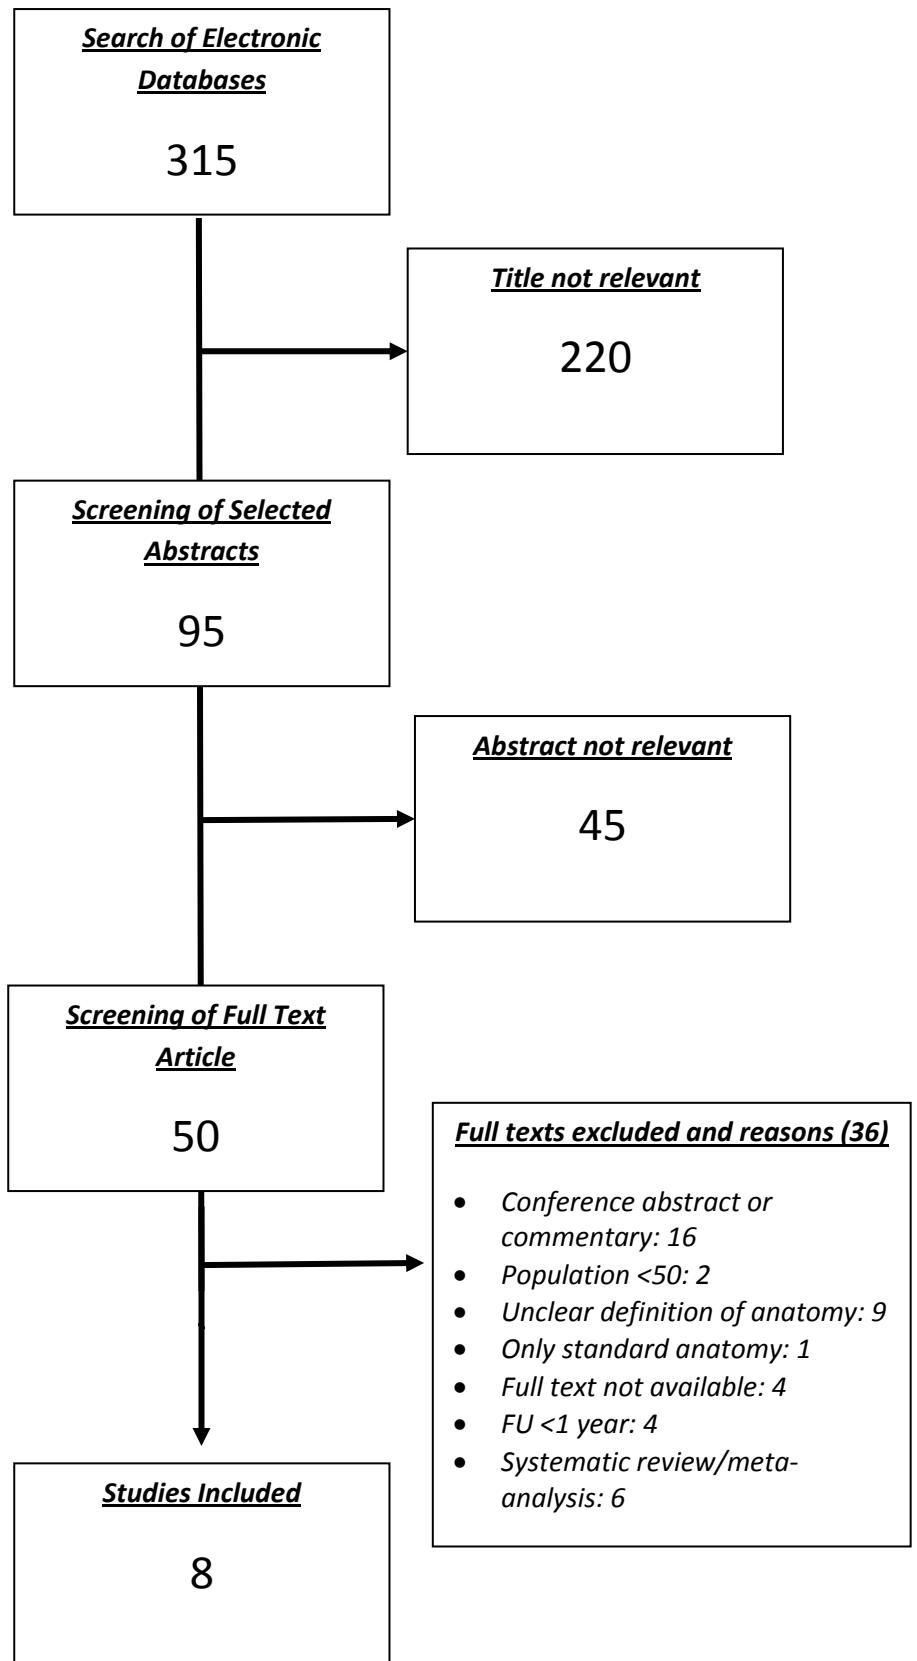 Search of Electronic
Databases
315
Title not relevant
220
Screening of Selected
Abstracts
95
Abstract not relevant
45
Screening of Full Text
Article
50
Full texts excluded and reasons (36)
• Conference abstract or
commentary: 16
• Population <50: 2
• Unclear definition of anatomy: 9
• Only standard anatomy: 1
• Full text not available: 4
• FU <1 year: 4
• Systematic review/meta-
analysis: 6
Studies Included
8